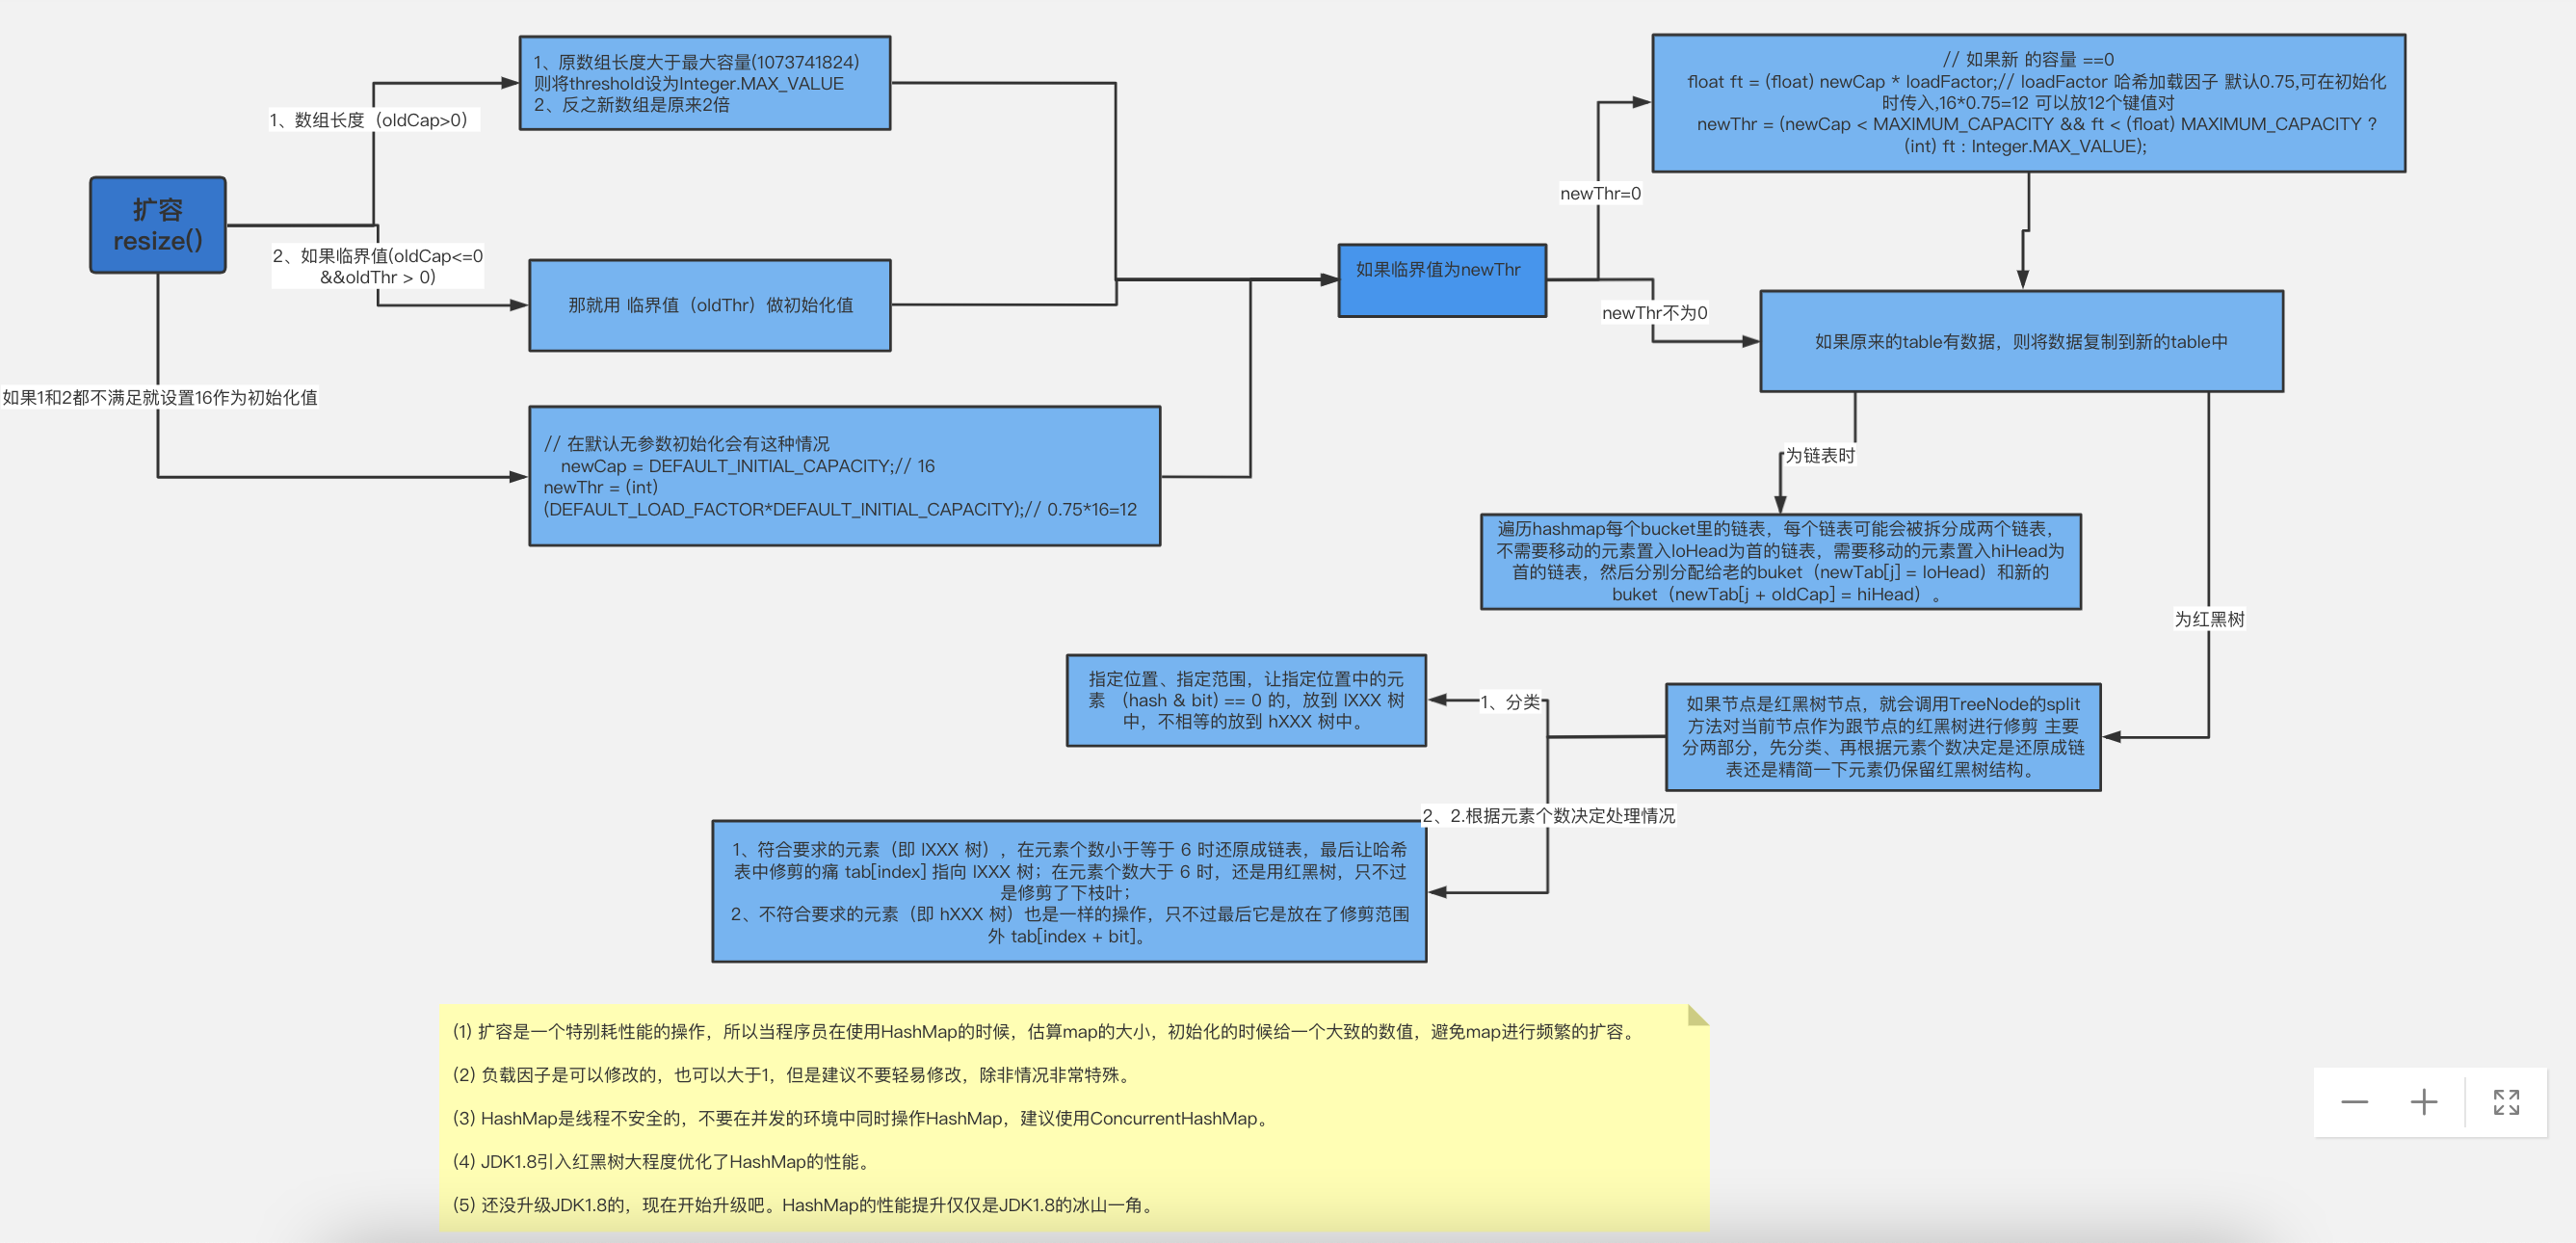 扩容
resize()
1、数组长度（oldCap>0）
1、原数组长度大于最大容量(1073741824)
则将threshold设为Integer.MAX_VALUE
2、反之新数组是原来2倍
2、如果临界值(oldCap<=0
&&oldThr > 0)
那就用 临界值（oldThr）做初始化值
如果1和2都不满足就设置16作为初始化值
// 在默认无参数初始化会有这种情况
newCap = DEFAULT_INITIAL_CAPACITY;// 16
newThr = (int)
(DEFAULT_LOAD_FACTOR*DEFAULT_INITIAL_CAPACITY);// 0.75*16=12
如果临界值为newThr
newThr=0
// 如果新 的容量 ==0
float ft = (float) newCap * loadFactor;// loadFactor 哈希加载因子 默认0.75,可在初始化
时传入,16*0.75=12 可以放12个键值对
newThr = (newCap < MAXIMUM_CAPACITY && ft < (float) MAXIMUM_CAPACITY ?
(int) ft : Integer.MAX_VALUE);
newThr不为0
如果原来的table有数据，则将数据复制到新的table中
为链表时
遍历hashmap每个bucket里的链表，每个链表可能会被拆分成两个链表，
不需要移动的元素置入loHead为首的链表，需要移动的元素置入hiHead为
首的链表，然后分别分配给老的buket（newTab[j] = loHead）和新的
buket（newTab[j + oldCap] = hiHead）。
为红黑树
如果节点是红黑树节点，就会调用TreeNode的split
方法对当前节点作为跟节点的红黑树进行修剪 主要
分两部分，先分类、再根据元素个数决定是还原成链
表还是精简一下元素仍保留红黑树结构。
1、分类
指定位置、指定范围，让指定位置中的元
素 （hash & bit) == 0 的，放到 lXXX 树
中，不相等的放到 hXXX 树中。
2、2.根据元素个数决定处理情况
1、符合要求的元素（即 lXXX 树），在元素个数小于等于 6 时还原成链表，最后让哈希
表中修剪的痛 tab[index] 指向 lXXX 树；在元素个数大于 6 时，还是用红黑树，只不过
是修剪了下枝叶；
2、不符合要求的元素（即 hXXX 树）也是一样的操作，只不过最后它是放在了修剪范围
外 tab[index + bit]。
(1) 扩容是一个特别耗性能的操作，所以当程序员在使用HashMap的时候，估算map的大小，初始化的时候给一个大致的数值，避免map进行频繁的扩容。
(2) 负载因子是可以修改的，也可以大于1，但是建议不要轻易修改，除非情况非常特殊。
(3) HashMap是线程不安全的，不要在并发的环境中同时操作HashMap，建议使用ConcurrentHashMap。
(4) JDK1.8引入红黑树大程度优化了HashMap的性能。
(5) 还没升级JDK1.8的，现在开始升级吧。HashMap的性能提升仅仅是JDK1.8的冰山一角。